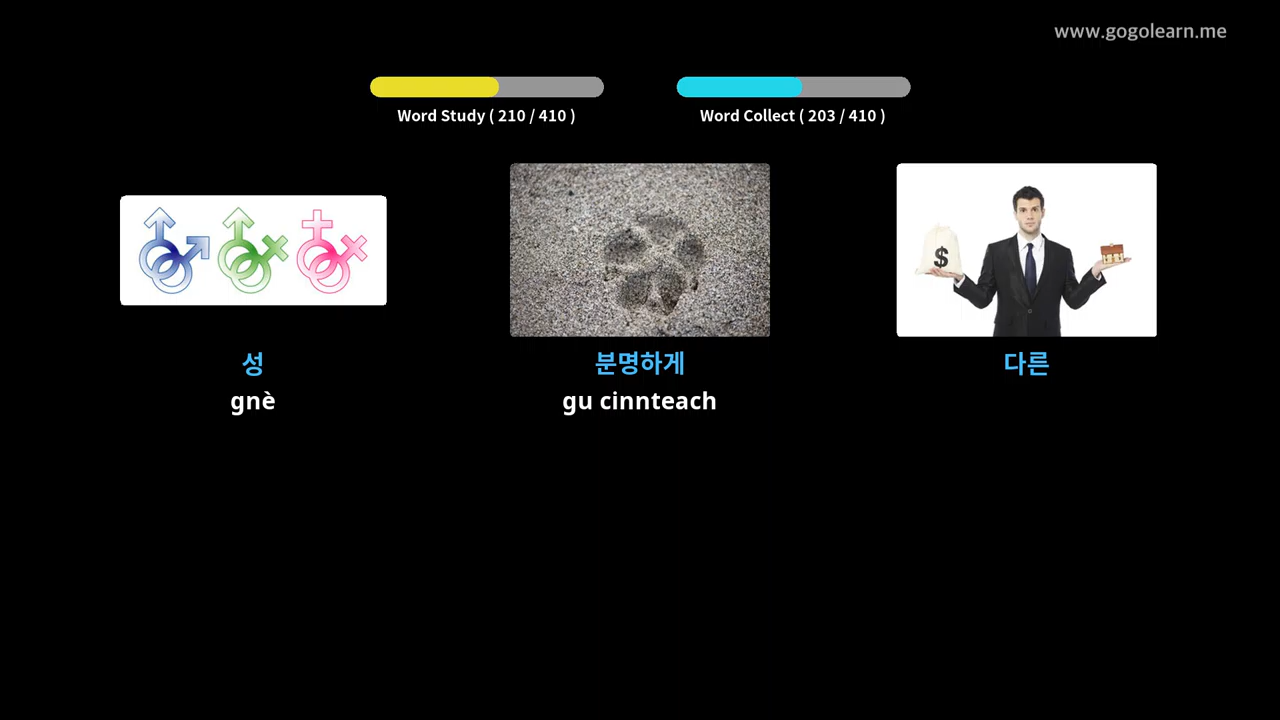 www.gogolearn.me
Word Study ( 210 / 410 )
Word Collect ( 203 / 410 )
$
성
gnè
분명하게
gu cinnteach
다른